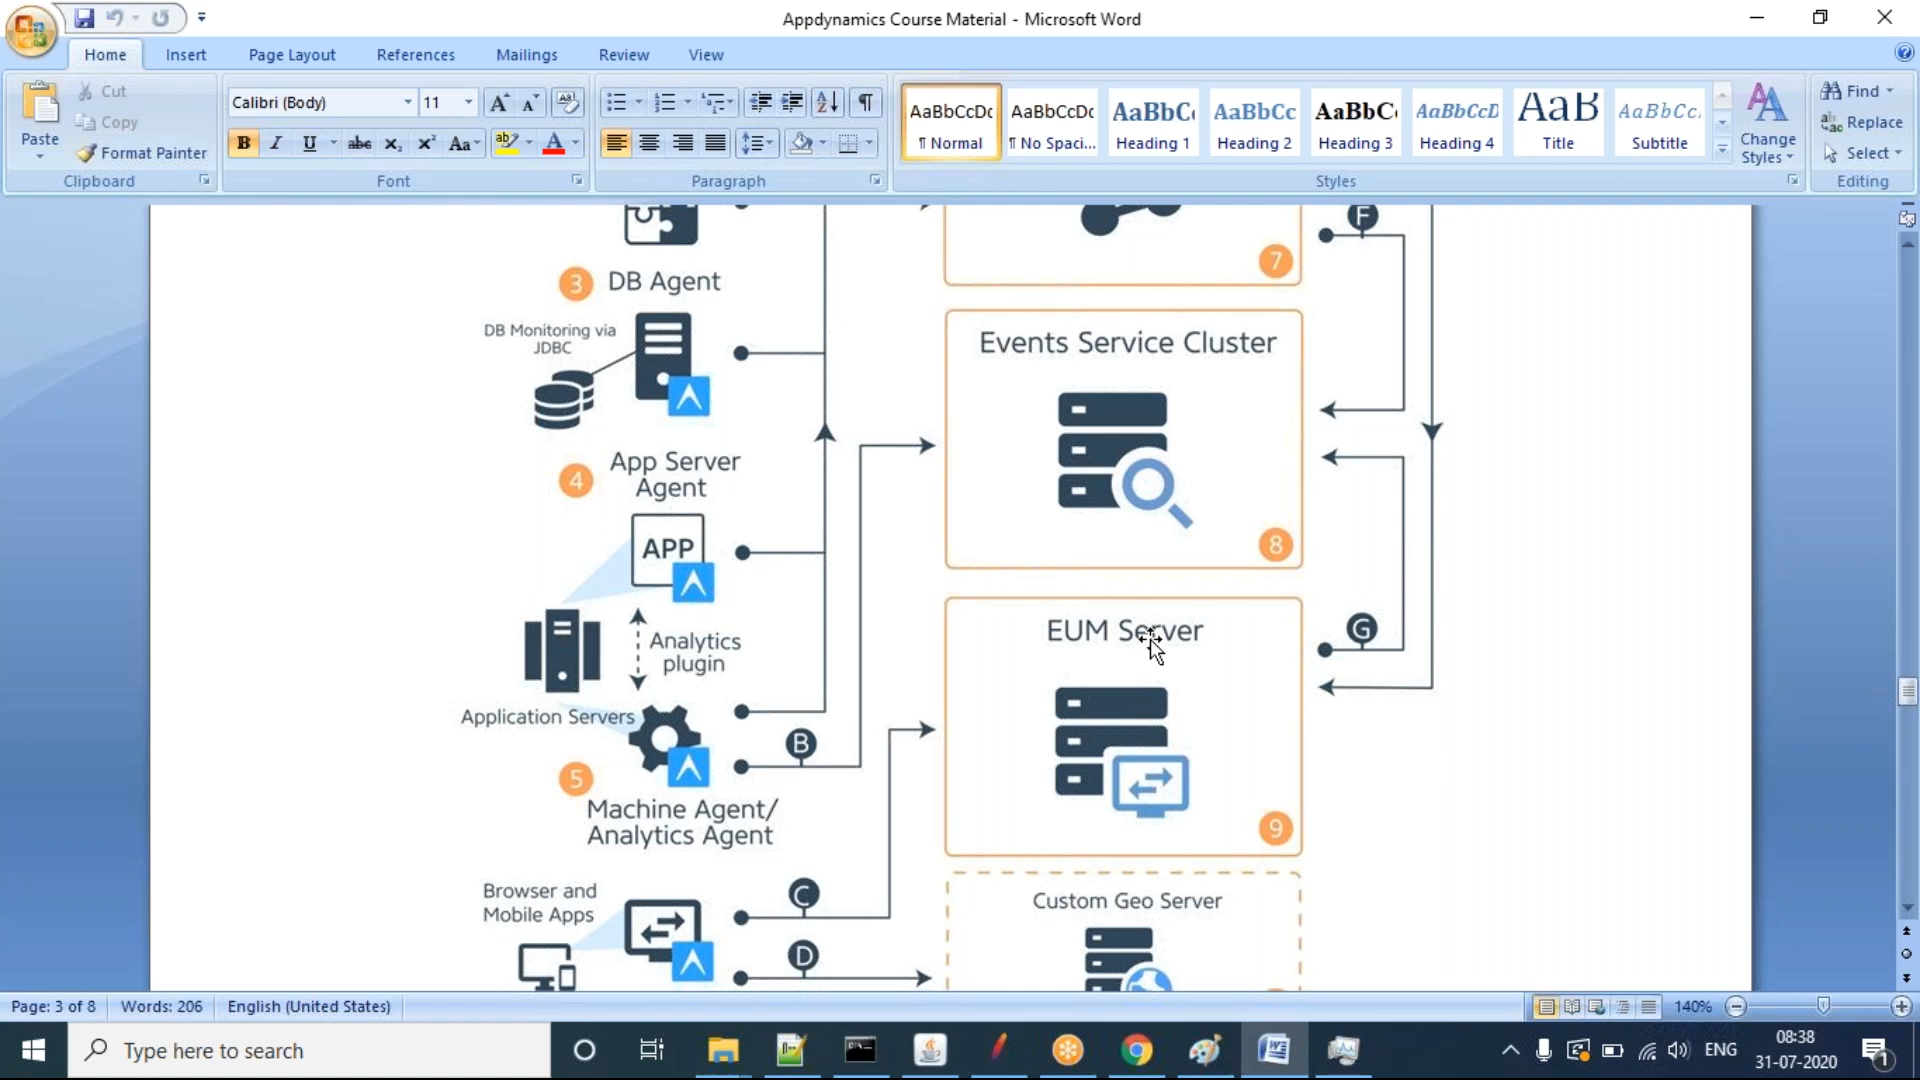 Appdynamics Course Material - Microsoft Word
Home Insert Page Layout References Mailings Review View
Paste
Cut
Copy
Format Painter
Clipboard
Calibri (Body) 11
Font
Paragraph
AaBbCcDc AaBbCcDc AaBbC AaBbCc AaBbC AaBbCcD AaB AaBbCc.
¶ Normal ¶ No Spaci... Heading 1 Heading 2 Heading 3 Heading 4 Title Subtitle
Styles
Change
Styles
Find
Replace
Select
Editing
F
7
3 DB Agent
DB Monitoring via
JDBC
Events Service Cluster
8
4 App Server
Agent
APP
Analytics
plugin
Application Servers
B
5
Machine Agent/
Analytics Agent
EUM Server
G
9
Browser and
Mobile Apps
C
D
Custom Geo Server
Page: 3 of 8 Words: 206 English (United States) 140%
Type here to search
ENG
08:38
31-07-2020
1